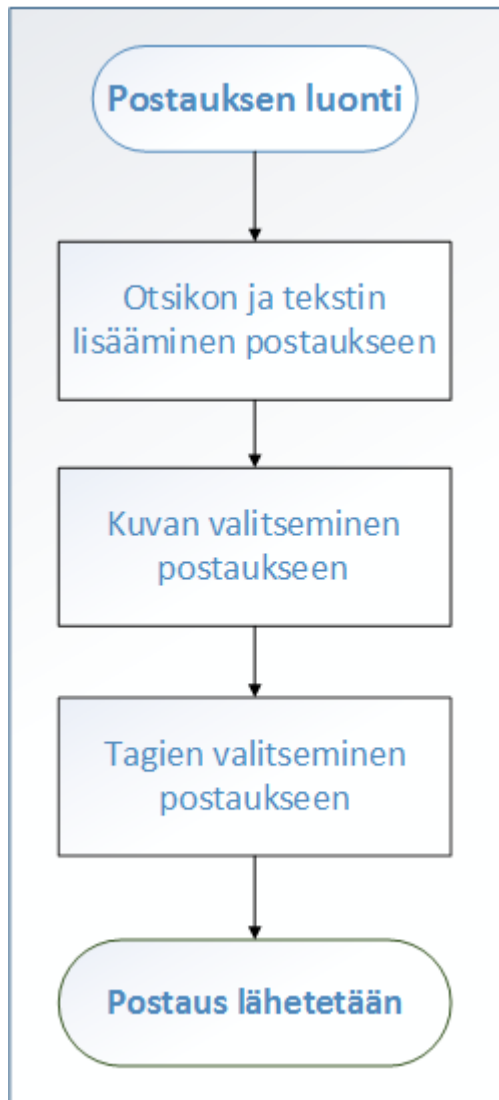 Postauksen luonti
Otsikon ja tekstin
lisääminen postaukseen
Kuvan valitseminen
postaukseen
Tagien valitseminen
postaukseen
Postaus lähetetään